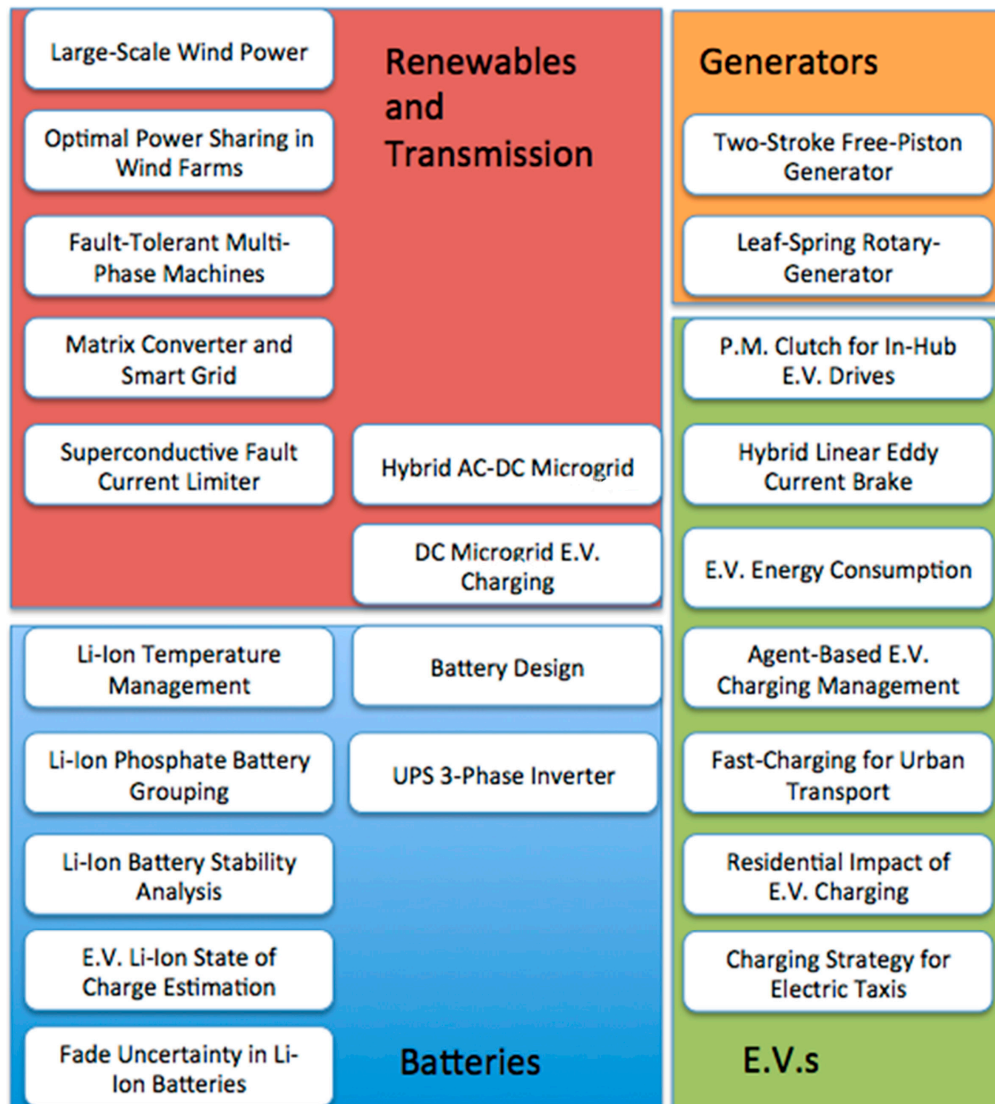 Renewables
and
Transmission
Large-Scale Wind Power
Optimal Power Sharing in
Wind Farms
Fault-Tolerant Multi-
Phase Machines
Matrix Converter and
Smart Grid
Superconductive Fault
Current Limiter
Hybrid AC-DC Microgrid
DC Microgrid E.V.
Charging
Generators
Two-Stroke Free-Piston
Generator
Leaf-Spring Rotary-
Generator
P.M. Clutch for In-Hub
E.V. Drives
Hybrid Linear Eddy
Current Brake
E.V. Energy Consumption
Agent-Based E.V.
Charging Management
Fast-Charging for Urban
Transport
Residential Impact of
E.V. Charging
Charging Strategy for
Electric Taxis
E.V.s
Li-Ion Temperature
Management
Li-Ion Phosphate Battery
Grouping
Li-Ion Battery Stability
Analysis
E.V. Li-Ion State of
Charge Estimation
Fade Uncertainty in Li-
Ion Batteries
Battery Design
UPS 3-Phase Inverter
Batteries